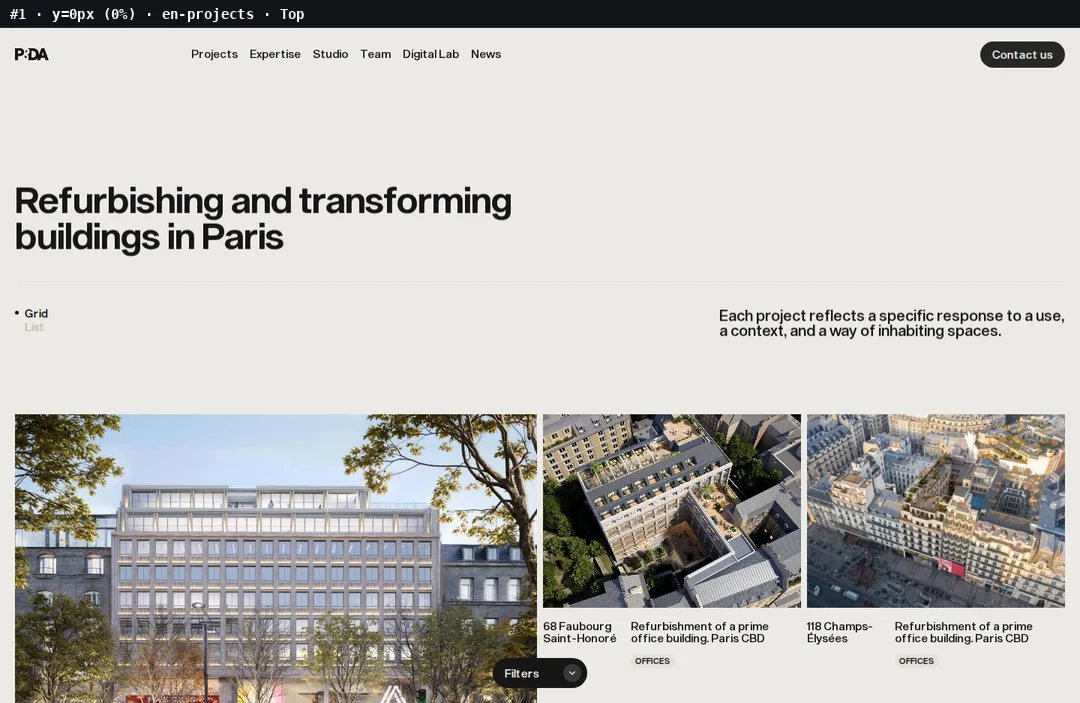 #1 · y=0px (0%) · en-projects · Top
P:DA
Projects Expertise Studio Team Digital Lab News
Contact us
Refurbishing and transforming
buildings in Paris
Grid
List
Each project reflects a specific response to a use,
a context, and a way of inhabiting spaces.
68 Faubourg
Saint-Honoré
Refurbishment of a prime
office building. Paris CBD
OFFICES
118 Champs-
Élysées
Refurbishment of a prime
office building. Paris CBD
OFFICES
Filters